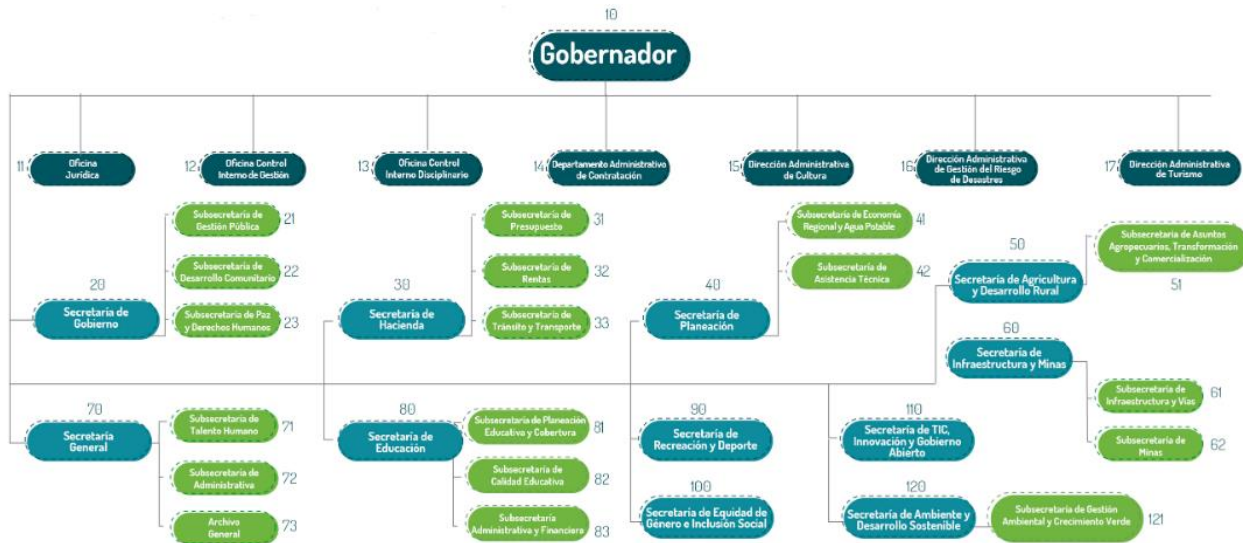 10
Gobernador
11
Oficina
Jurídica
12
Oficina Control
Interno de Gestión
13
Oficina Control
Interno Disciplinario
14
Departamento Administrativo
de Contratación
15
Dirección Administrativa
de Cultura
16
Dirección Administrativa
de Gestión del Riesgo
de Desastres
17
Dirección Administrativa
de Turismo
20
Secretaría de
Gobierno
Subsecretaría de
Gestión Pública
21
Subsecretaría de
Desarrollo Comunitario
22
Subsecretaría de Paz
y Derechos Humanos
23
30
Secretaría de
Hacienda
Subsecretaría de
Presupuesto
31
Subsecretaría de
Rentas
32
Subsecretaría de
Tránsito y Transporte
33
40
Secretaría de
Planeación
Subsecretaría de Economía
Regional y Agua Potable
41
Subsecretaría de
Asistencia Técnica
42
50
Secretaría de Agricultura
y Desarrollo Rural
Subsecretaría de Asuntos
Agropecuarios, Transformación
y Comercialización
51
60
Secretaría de
Infraestructura y Minas
Subsecretaría de
Infraestructura y Vías
61
Subsecretaría de
Minas
62
70
Secretaría
General
Subsecretaría de
Talento Humano
71
Subsecretaría de
Administrativa
72
Archivo
General
73
80
Secretaría de
Educación
Subsecretaría de Planeación
Educativa y Cobertura
81
Subsecretaría de
Calidad Educativa
82
Subsecretaría
Administrativa y Financiera
83
90
Secretaría de
Recreación y Deporte
100
Secretaría de Equidad de
Género e Inclusión Social
110
Secretaría de TIC,
Innovación y Gobierno
Abierto
120
Secretaría de Ambiente y
Desarrollo Sostenible
Subsecretaría de Gestión
Ambiental y Crecimiento Verde
121